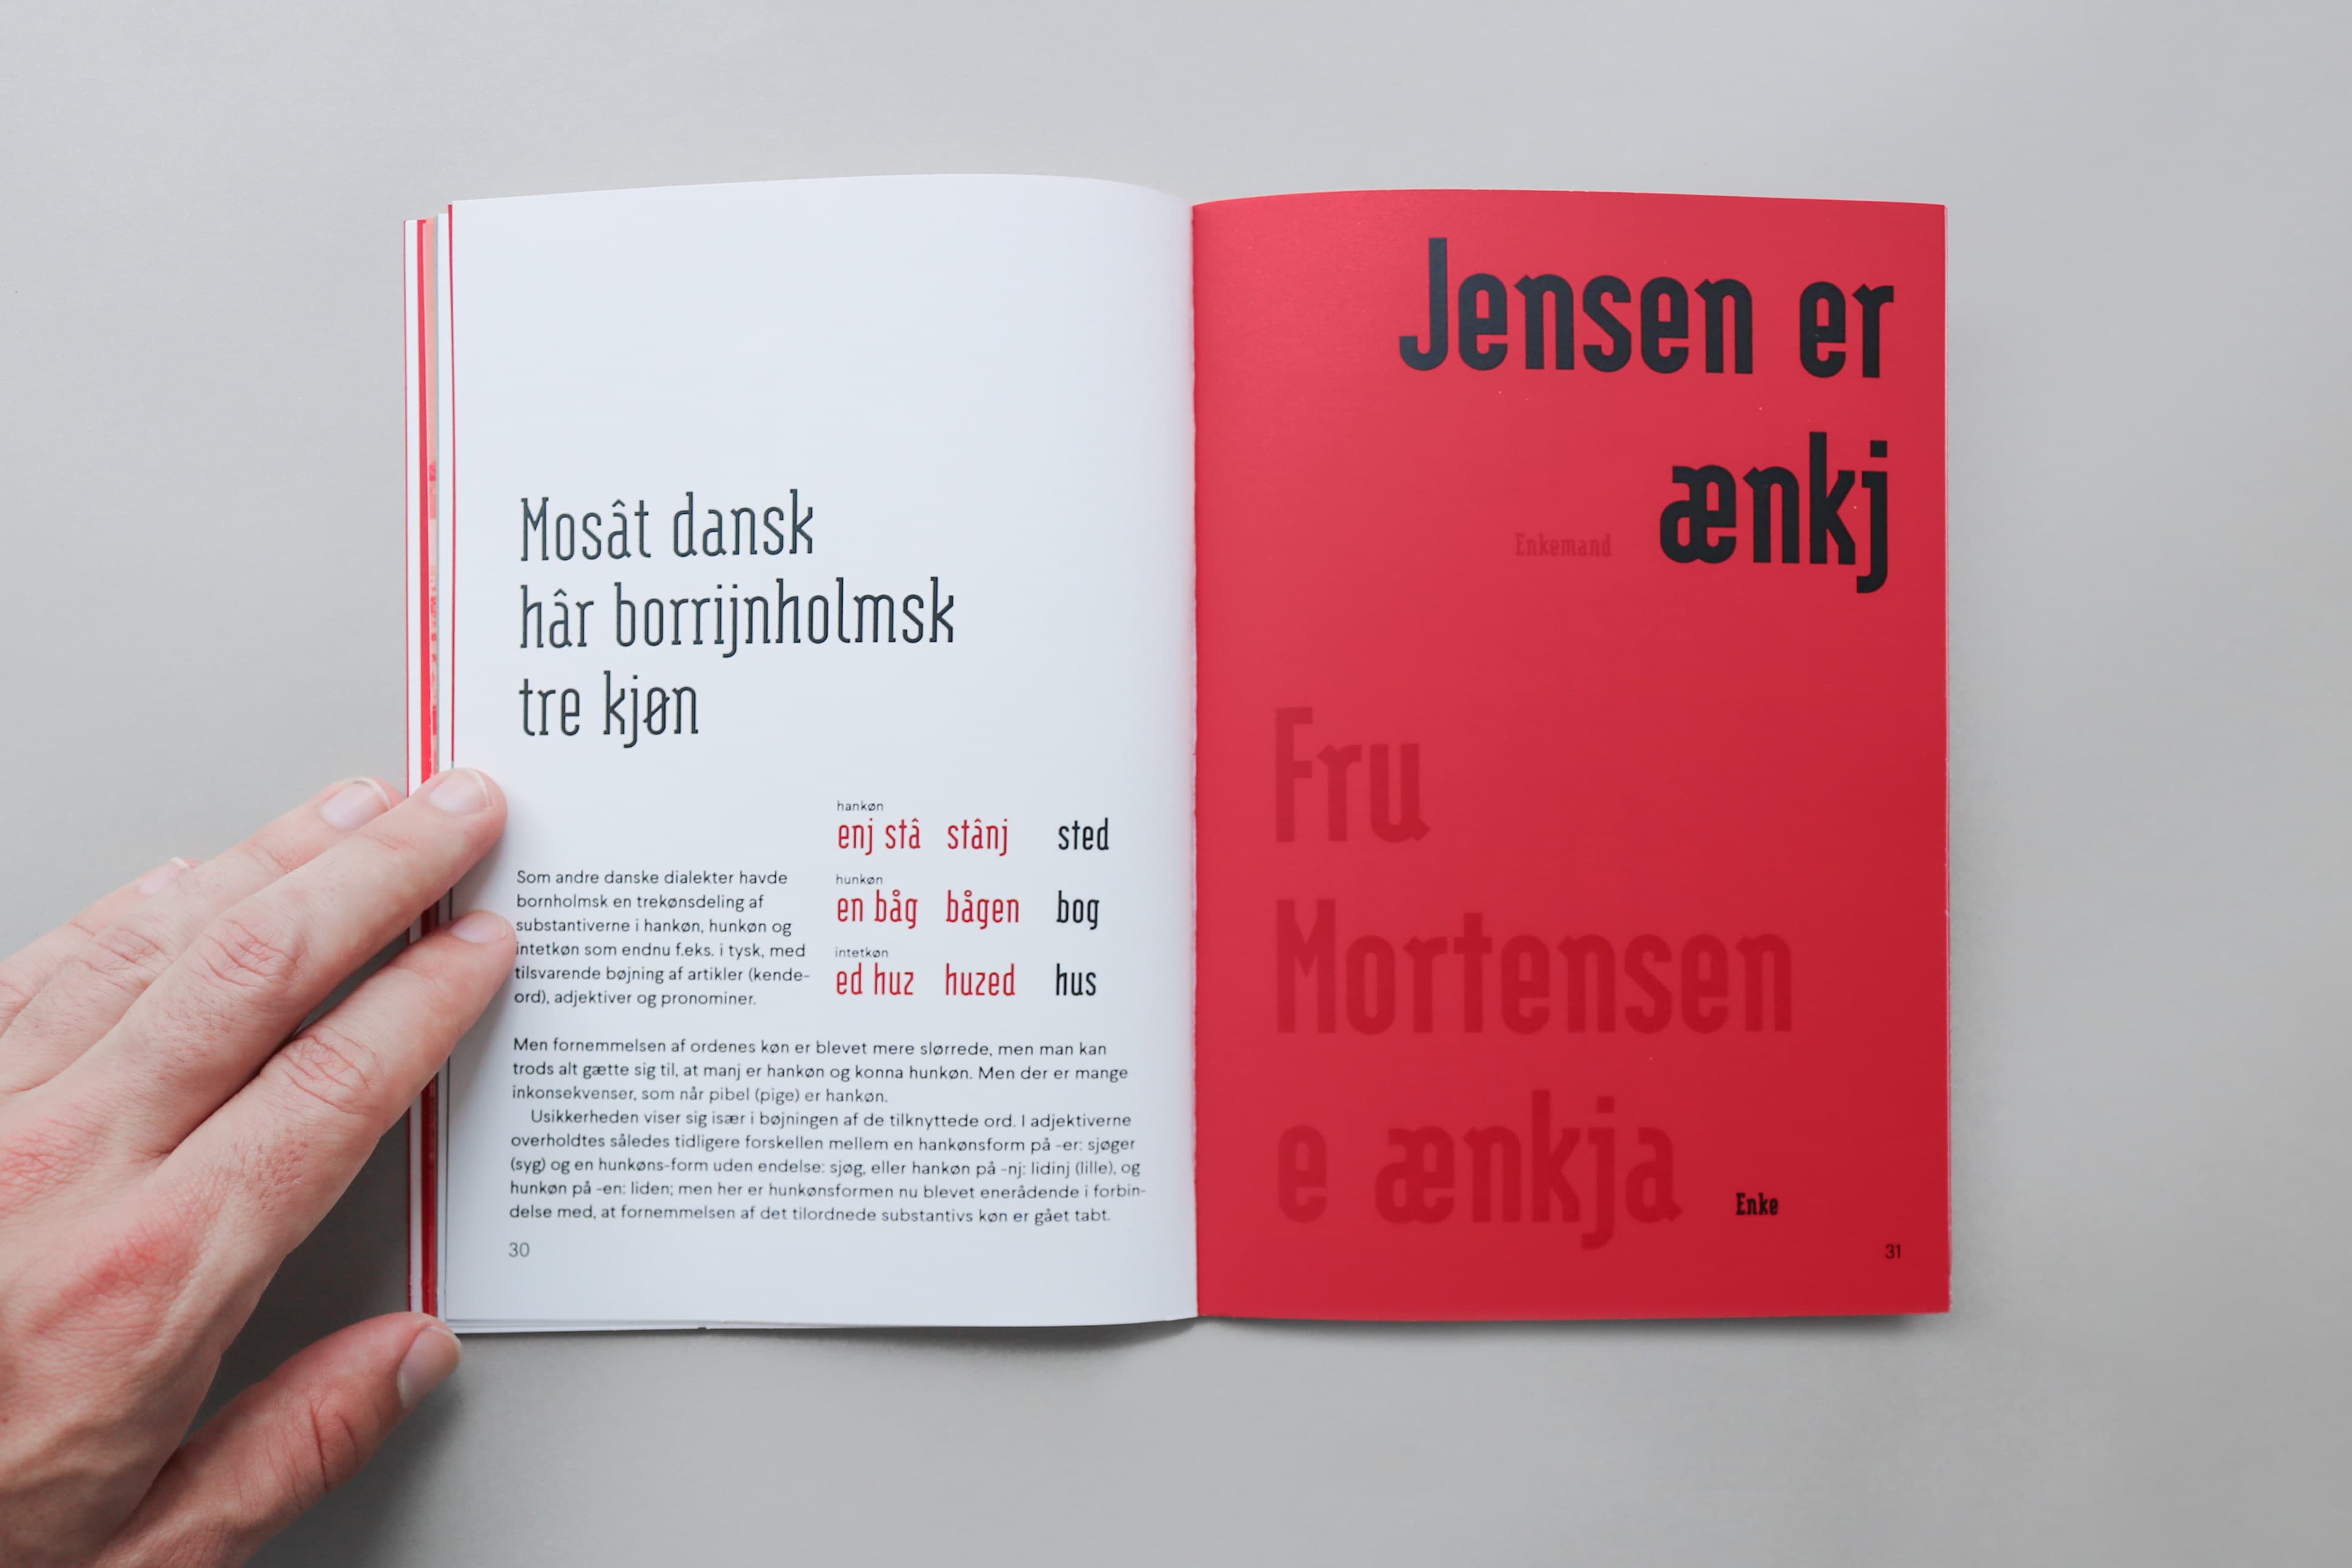 Mosât dansk
hâr borrijnholmsk
tre kjøn
hankøn
enj stâ stânj sted
hunkøn
en båg bågen bog
intetkøn
ed huz huzed hus
Som andre danske dialekter havde
bornholmsk en trekønsdeling af
substantiverne i hankøn, hunkøn og
intetkøn som endnu f.eks. i tysk, med
tilsvarende bøjning af artikler (kende-
ord), adjektiver og pronominer.
Men fornemmelsen af ordenes køn er blevet mere slørrede, men man kan
trods alt gætte sig til, at manj er hankøn og konna hunkøn. Men der er mange
inkonsekvenser, som når pibel (pige) er hankøn.
Usikkerheden viser sig især i bøjningen af de tilknyttede ord. I adjektiverne
overholdtes således tidligere forskellen mellem en hankønsform på -er: sjøger
(syg) og en hunkøns-form uden endelse: sjøg, eller hankøn på -nj: lidinj (lille), og
hunkøn på -en: liden; men her er hunkønsformen nu blevet enerådende i forbin-
delse med, at fornemmelsen af det tilordnede substantivs køn er gået tabt.
30
Jensen er
Enkemand ænkj
Fru
Mortensen
e ænkja Enke
31